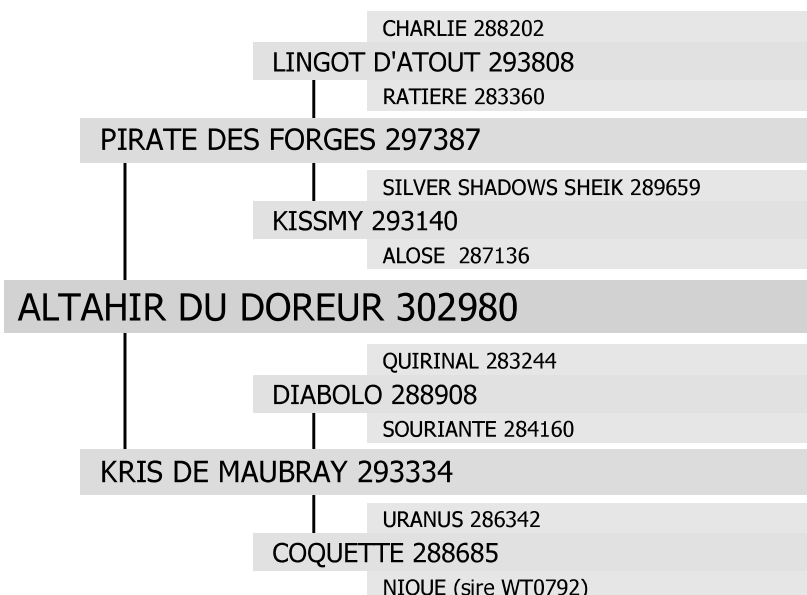 CHARLIE 288202
LINGOT D'ATOUT 293808
RATIERE 283360
PIRATE DES FORGES 297387
SILVER SHADOWS SHEIK 289659
KISSMY 293140
ALOSE 287136
ALTAHIR DU DOREUR 302980
QUIRINAL 283244
DIABOLO 288908
SOURIANTE 284160
KRIS DE MAUBRAY 293334
URANUS 286342
COQUETTE 288685
NIQUE (sire WT0792)